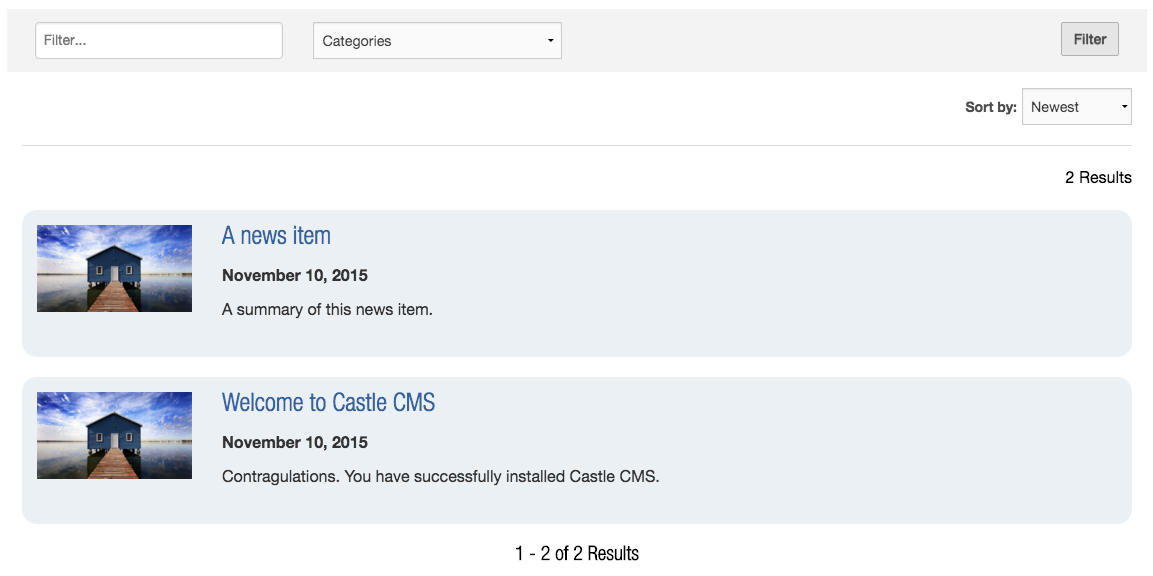 Filter...
Categories
Filter
Sort by: Newest
2 Results
A news item
November 10, 2015
A summary of this news item.
Welcome to Castle CMS
November 10, 2015
Contragulations. You have successfully installed Castle CMS.
1 - 2 of 2 Results